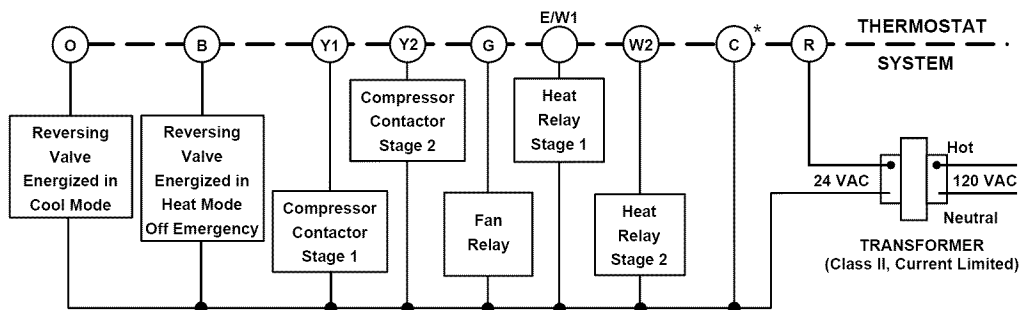 E/W1
O
B
Y1
Y2
G
W2
C
*
R
THERMOSTAT
SYSTEM
Reversing
Valve
Energized in
Cool Mode
Reversing
Valve
Energized in
Heat Mode
Off Emergency
Compressor
Contactor
Stage 1
Compressor
Contactor
Stage 2
Fan
Relay
Heat
Relay
Stage 1
Heat
Relay
Stage 2
Hot
24 VAC
120 VAC
Neutral
TRANSFORMER
(Class II, Current Limited)